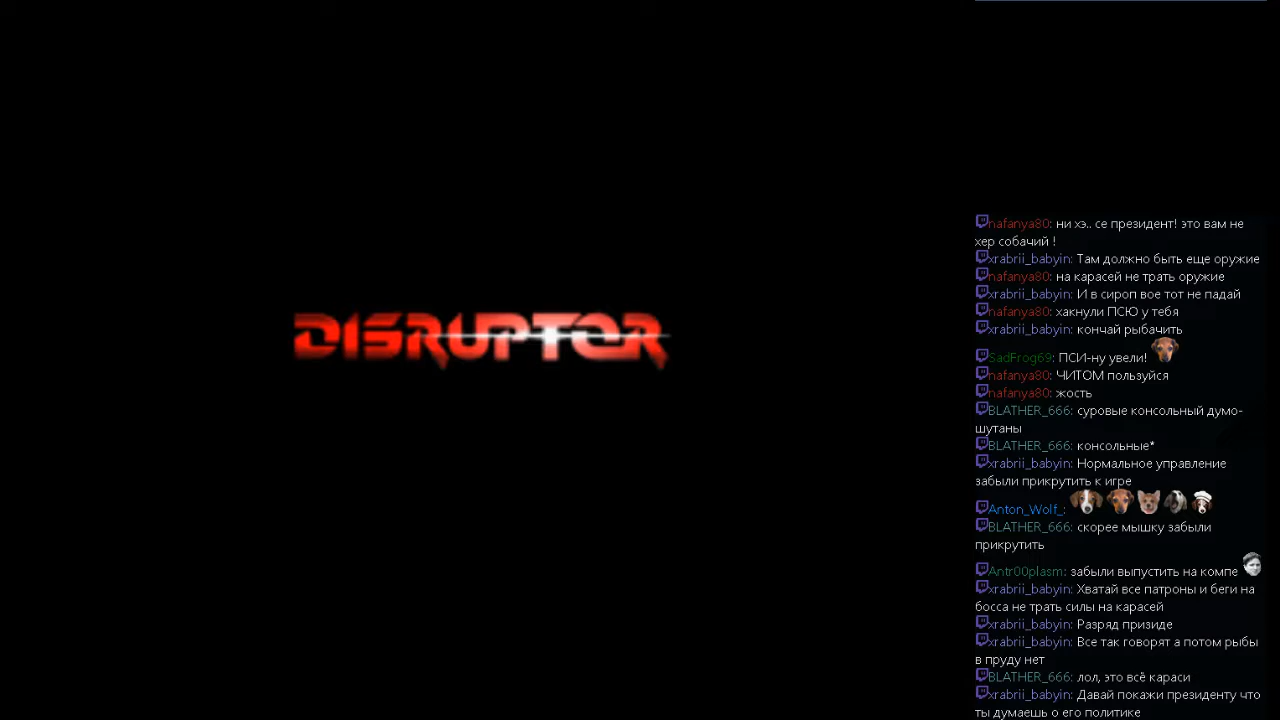 DISRUPTOR
nafanya80: ни хэ.. се президент! это вам не
хер собачий !
xrabrii_babyin: Там должно быть еще оружие
nafanya80: на карасей не трать оружие
xrabrii_babyin: И в сироп вое тот не падай
nafanya80: хакнули ПСЮ у тебя
xrabrii_babyin: кончай рыбачить
SadFrog69: ПСИ-ну увели!
nafanya80: ЧИТОМ пользуйся
nafanya80: жость
BLATHER_666: суровые консольный думо-
шутаны
BLATHER_666: консольные*
xrabrii_babyin: Нормальное управление
забыли прикрутить к игре
Anton_Wolf_:
BLATHER_666: скорее мышку забыли
прикрутить
Antr00plasm: забыли выпустить на компе
xrabrii_babyin: Хватай все патроны и беги на
босса не трать силы на карасей
xrabrii_babyin: Разряд призиде
xrabrii_babyin: Все так говорят а потом рыбы
в пруду нет
BLATHER_666: лол, это всё караси
xrabrii_babyin: Давай покажи президенту что
ты думаешь о его политике